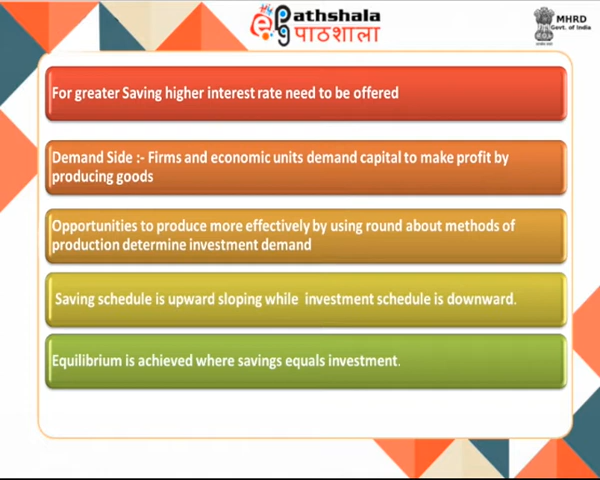 ePathshala
पाठशाला
MHRD
Govt. of India
For greater Saving higher interest rate need to be offered
Demand Side :- Firms and economic units demand capital to make profit by
producing goods
Opportunities to produce more effectively by using round about methods of
production determine investment demand
Saving schedule is upward sloping while investment schedule is downward.
Equilibrium is achieved where savings equals investment.